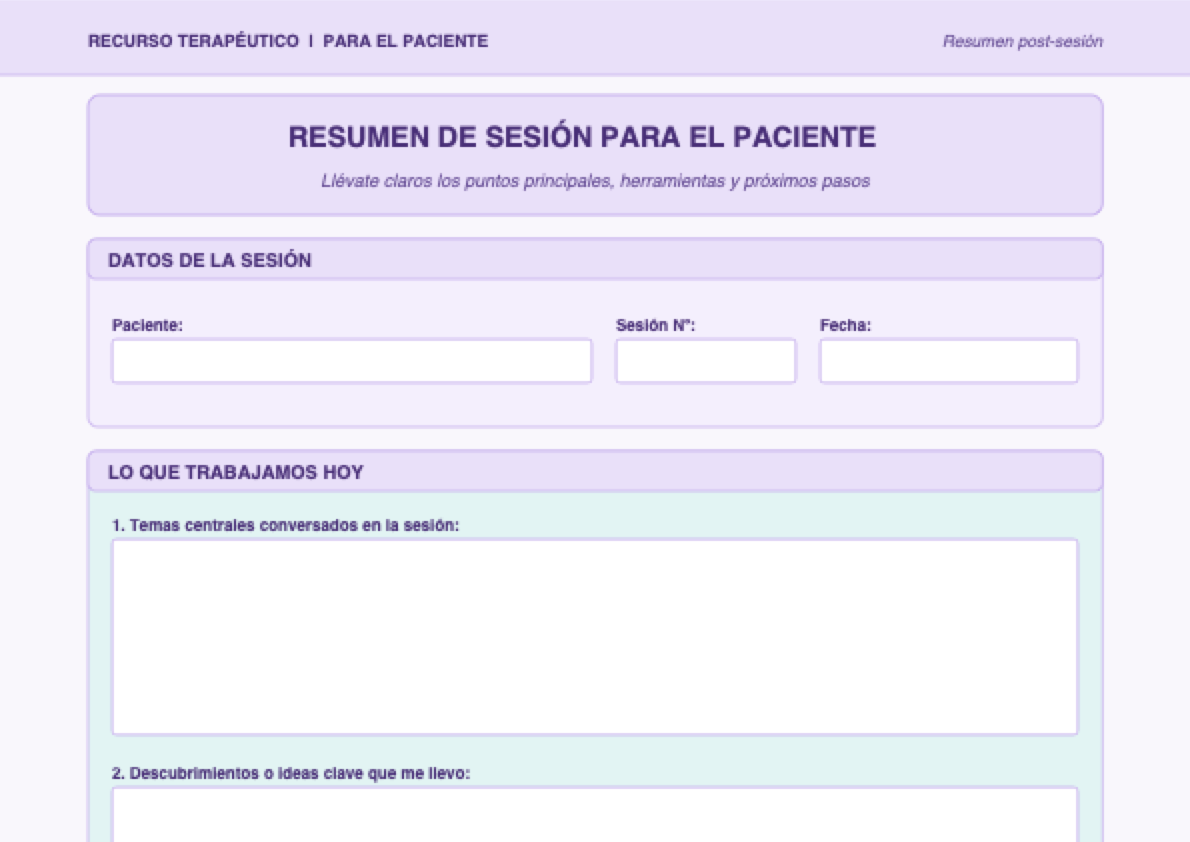 RECURSO TERAPÉUTICO | PARA EL PACIENTE
Resumen post-sesión
RESUMEN DE SESIÓN PARA EL PACIENTE
Llévate claros los puntos principales, herramientas y próximos pasos
DATOS DE LA SESIÓN
Paciente:
Sesión N°:
Fecha:
LO QUE TRABAJAMOS HOY
1. Temas centrales conversados en la sesión:
2. Descubrimientos o ideas clave que me llevo: